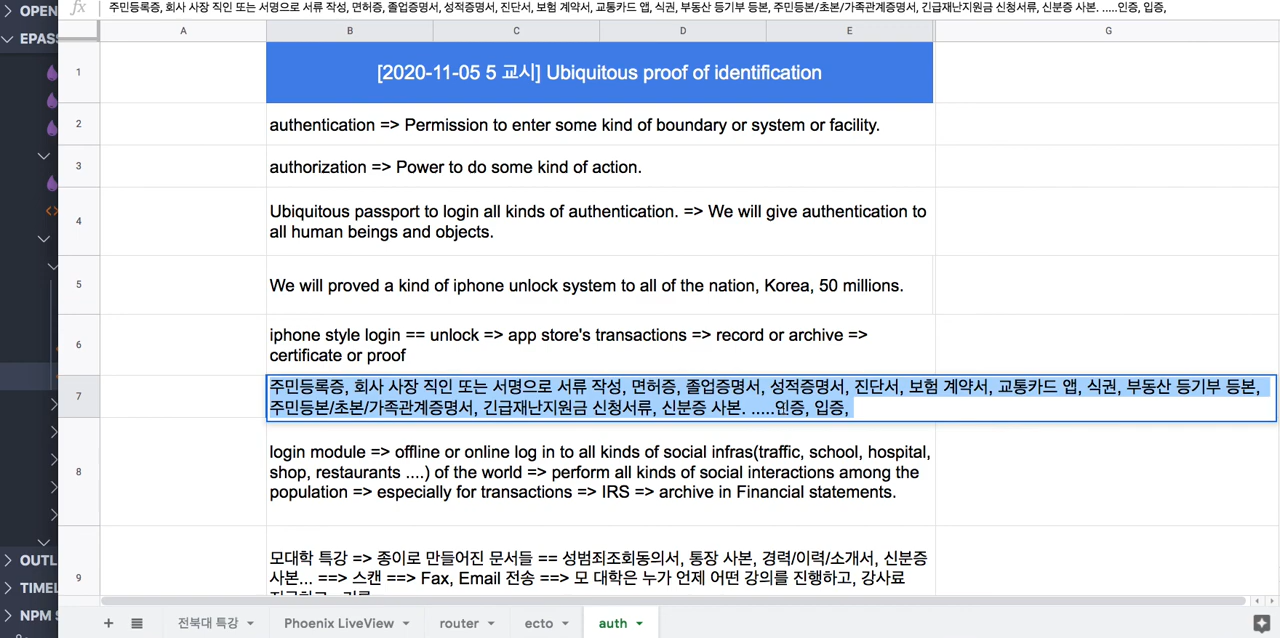 OPEN
fx 주민등록증, 회사 사장 직인 또는 서명으로 서류 작성, 면허증, 졸업증명서, 성적증명서, 진단서, 보험 계약서, 교통카드 앱, 식권, 부동산 등기부 등본, 주민등본/초본/가족관계증명서, 긴급재난지원금 신청서류, 신분증 사본. .....인증, 입증,
EPAS
A B C D E G
1 [2020-11-05 5 교시] Ubiquitous proof of identification
2 authentication => Permission to enter some kind of boundary or system or facility.
3 authorization => Power to do some kind of action.
4 Ubiquitous passport to login all kinds of authentication. => We will give authentication to
all human beings and objects.
5 We will proved a kind of iphone unlock system to all of the nation, Korea, 50 millions.
6 iphone style login == unlock => app store's transactions => record or archive =>
certificate or proof
7 주민등록증, 회사 사장 직인 또는 서명으로 서류 작성, 면허증, 졸업증명서, 성적증명서, 진단서, 보험 계약서, 교통카드 앱, 식권, 부동산 등기부 등본,
주민등본/초본/가족관계증명서, 긴급재난지원금 신청서류, 신분증 사본. .....인증, 입증,
8 login module => offline or online log in to all kinds of social infras(traffic, school, hospital,
shop, restaurants ....) of the world => perform all kinds of social interactions among the
population => especially for transactions => IRS => archive in Financial statements.
9 모대학 특강 => 종이로 만들어진 문서들 == 성범죄조회동의서, 통장 사본, 경력/이력/소개서, 신분증
사본... ==> 스캔 ==> Fax, Email 전송 ==> 모 대학은 누가 언제 어떤 강의를 진행하고, 강사료
OUTL
TIMEL
NPM S
전북대 특강 Phoenix LiveView router ecto auth